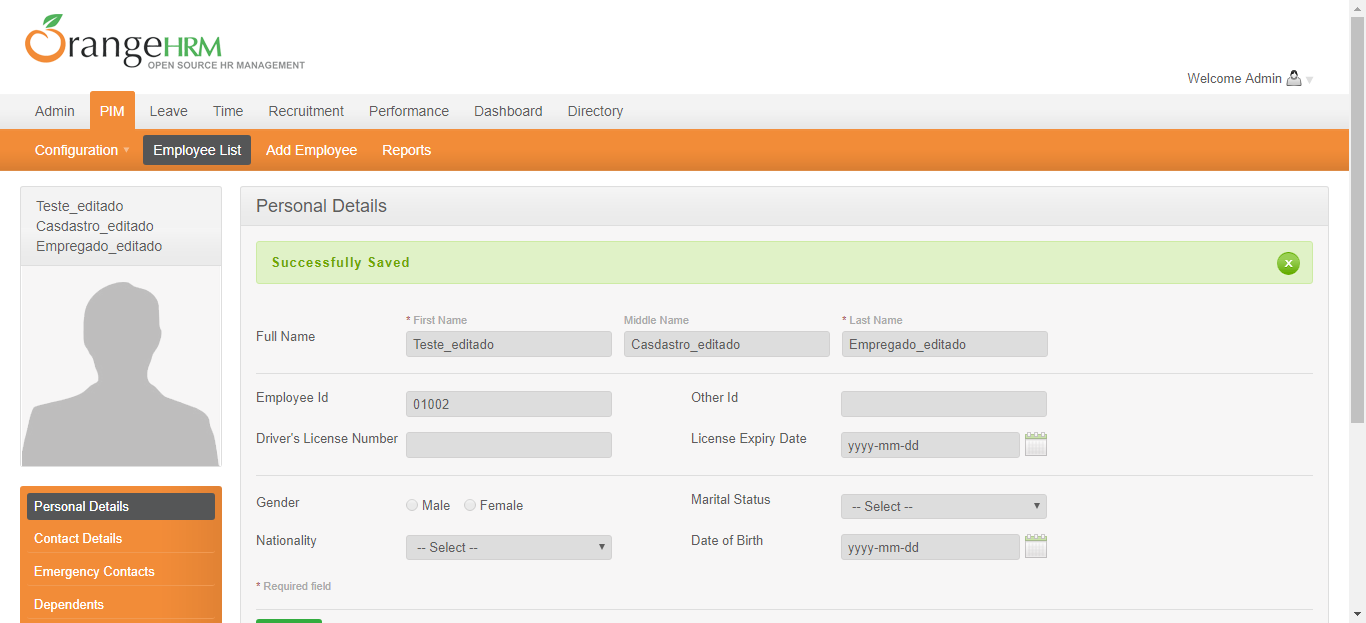 OrangeHRM
OPEN SOURCE HR MANAGEMENT
Welcome Admin
Admin PIM Leave Time Recruitment Performance Dashboard Directory
Configuration Employee List Add Employee Reports
Teste_editado
Casdastro_editado
Empregado_editado
Personal Details
Contact Details
Emergency Contacts
Dependents
Personal Details
Successfully Saved
x
* First Name Middle Name * Last Name
Full Name Teste_editado Casdastro_editado Empregado_editado
Employee Id 01002 Other Id
Driver's License Number License Expiry Date yyyy-mm-dd
Gender Male Female Marital Status -- Select --
Nationality -- Select -- Date of Birth yyyy-mm-dd
* Required field